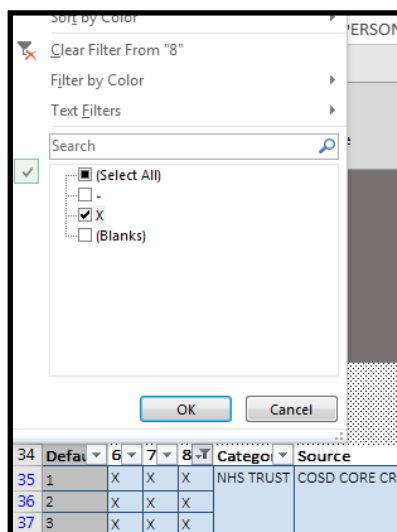 Sort by Color
PERSON
Clear Filter From "8"
Filter by Color
Text Filters
Search
(Select All)
-
X
(Blanks)
OK Cancel
34 Defau 6 7 8 Categor Source
35 1 X X X NHS TRUST COSD CORE CR
36 2 X X X
37 3 X X X